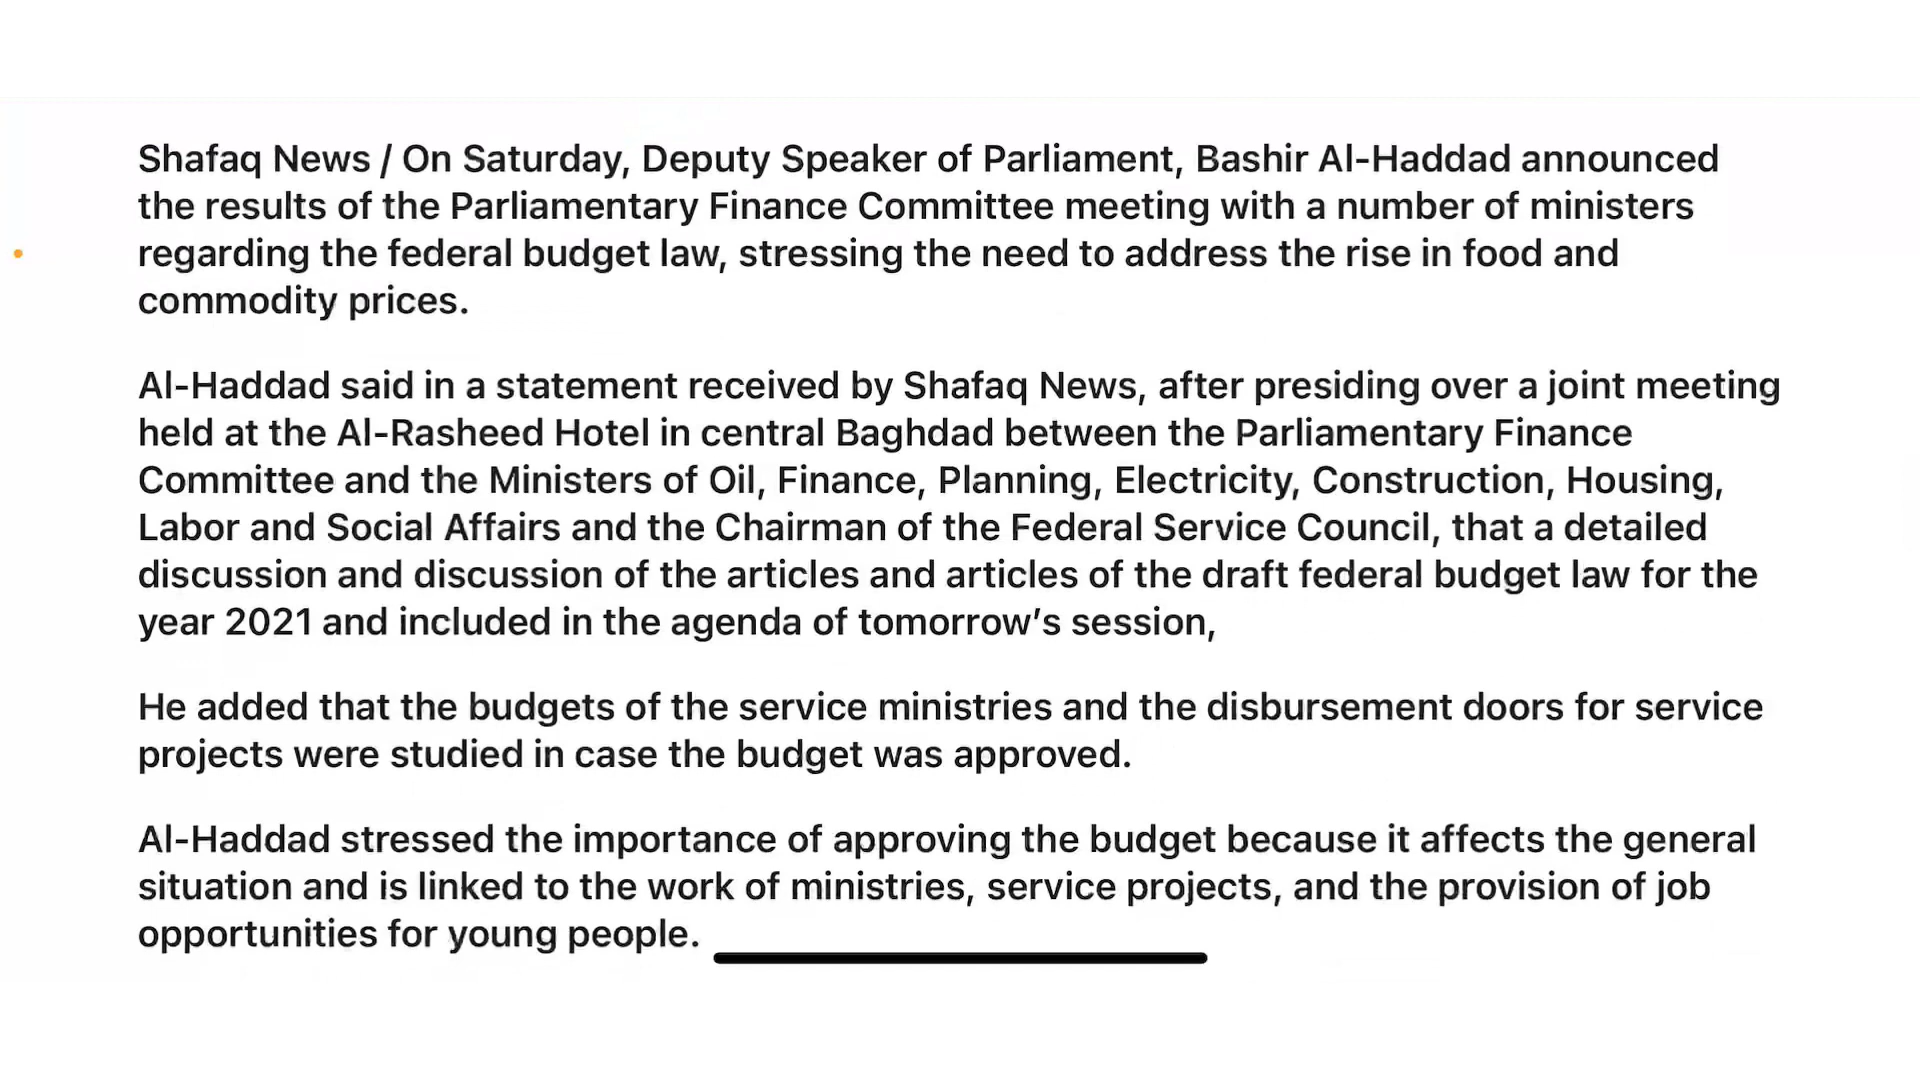 Shafaq News / On Saturday, Deputy Speaker of Parliament, Bashir Al-Haddad announced
the results of the Parliamentary Finance Committee meeting with a number of ministers
regarding the federal budget law, stressing the need to address the rise in food and
commodity prices.
Al-Haddad said in a statement received by Shafaq News, after presiding over a joint meeting
held at the Al-Rasheed Hotel in central Baghdad between the Parliamentary Finance
Committee and the Ministers of Oil, Finance, Planning, Electricity, Construction, Housing,
Labor and Social Affairs and the Chairman of the Federal Service Council, that a detailed
discussion and discussion of the articles and articles of the draft federal budget law for the
year 2021 and included in the agenda of tomorrow’s session,
He added that the budgets of the service ministries and the disbursement doors for service
projects were studied in case the budget was approved.
Al-Haddad stressed the importance of approving the budget because it affects the general
situation and is linked to the work of ministries, service projects, and the provision of job
opportunities for young people.